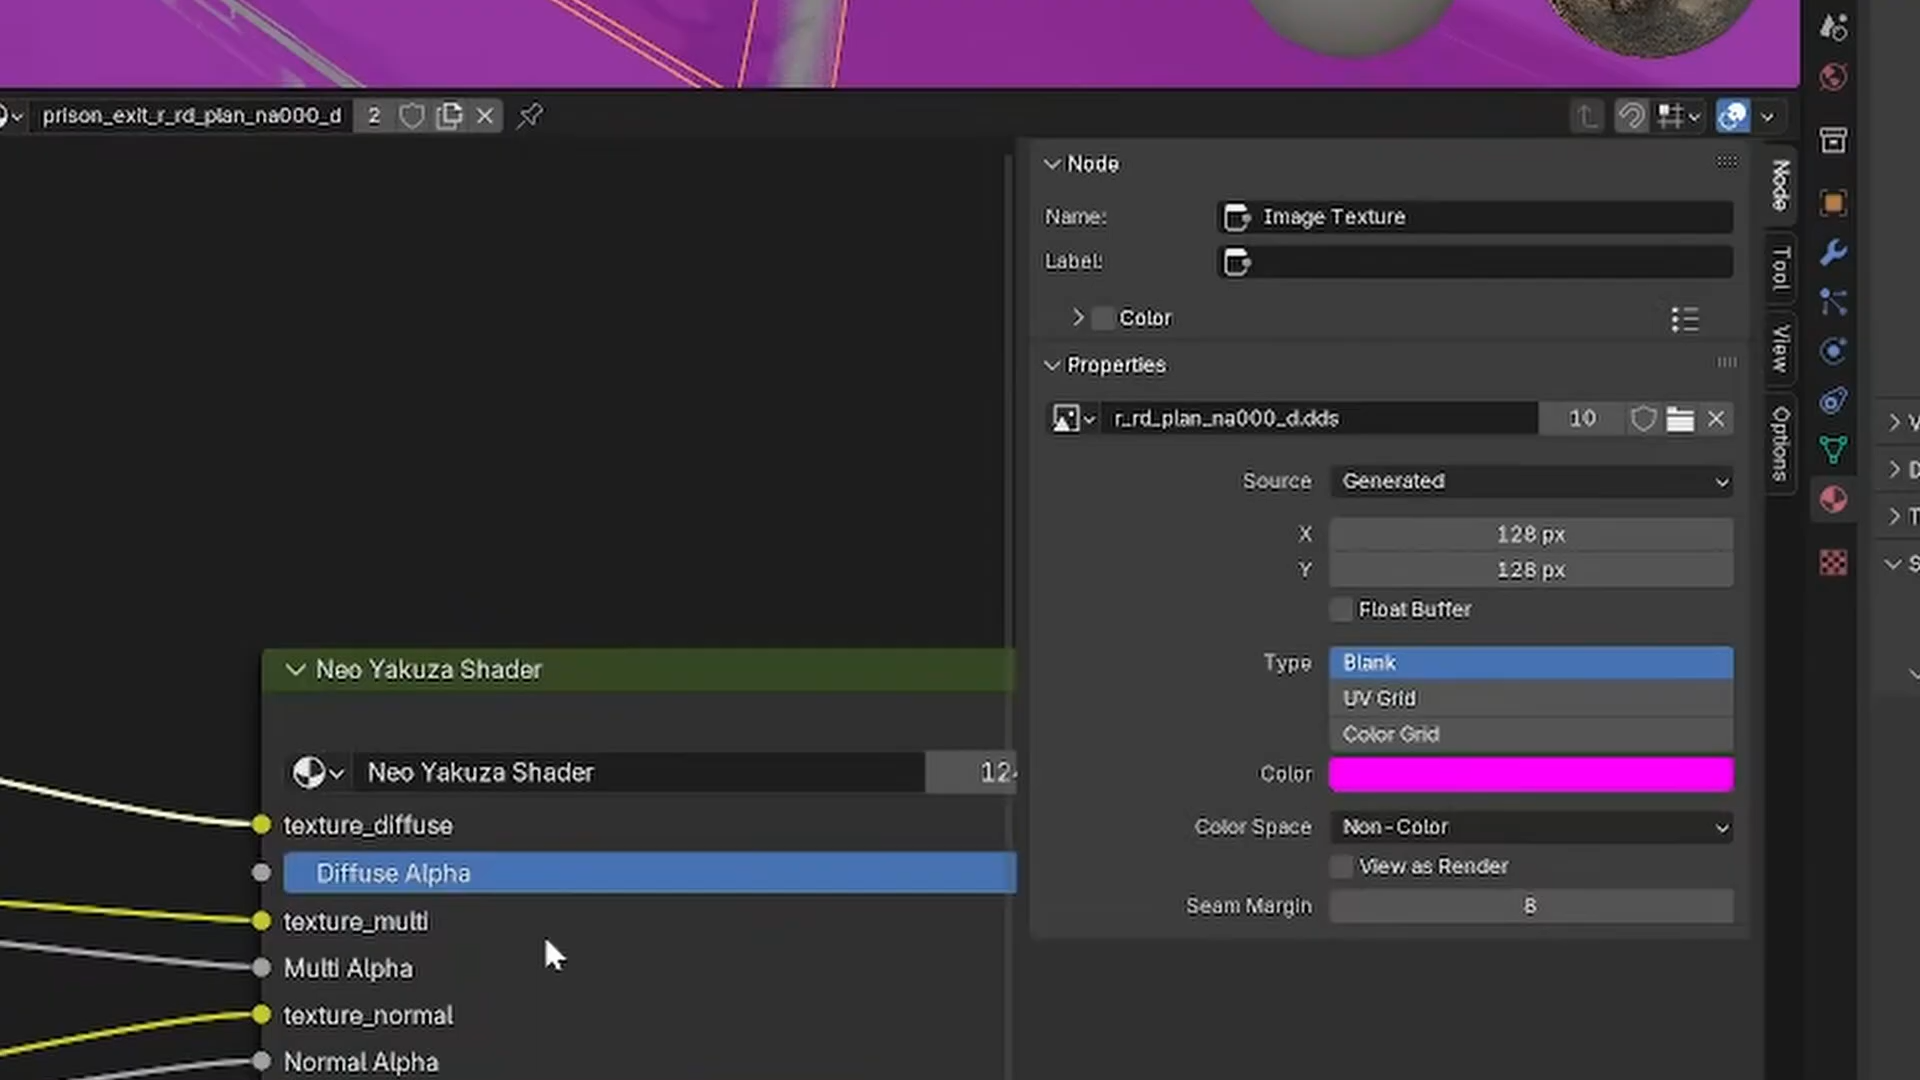 prison_exit_r_rd_plan_na000_d 2
Node
Name: Image Texture
Label:
Color
Properties
r_rd_plan_na000_d.dds 10
Source Generated
X 128 px
Y 128 px
Float Buffer
Type Blank
UV Grid
Color Grid
Color
Color Space Non-Color
View as Render
Seam Margin 8
Node
Tool
View
Options
Neo Yakuza Shader
Neo Yakuza Shader
texture_diffuse
Diffuse Alpha
texture_multi
Multi Alpha
texture_normal
Normal Alpha